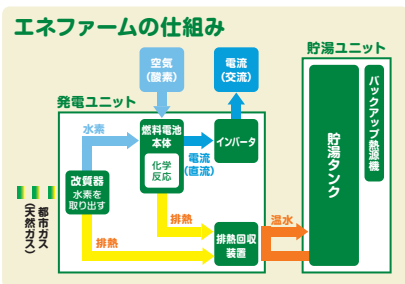 エネファームの仕組み
空気
(酸素)
電流
(交流)
貯湯ユニット
発電ユニット
水素
燃料電池
本体
化学
反応
電流
(直流)
インバータ
改質器
水素を
取り出す
都市ガス
(天然ガス)
排熱
排熱
排熱回収
装置
温水
貯湯タンク
バックアップ熱源機